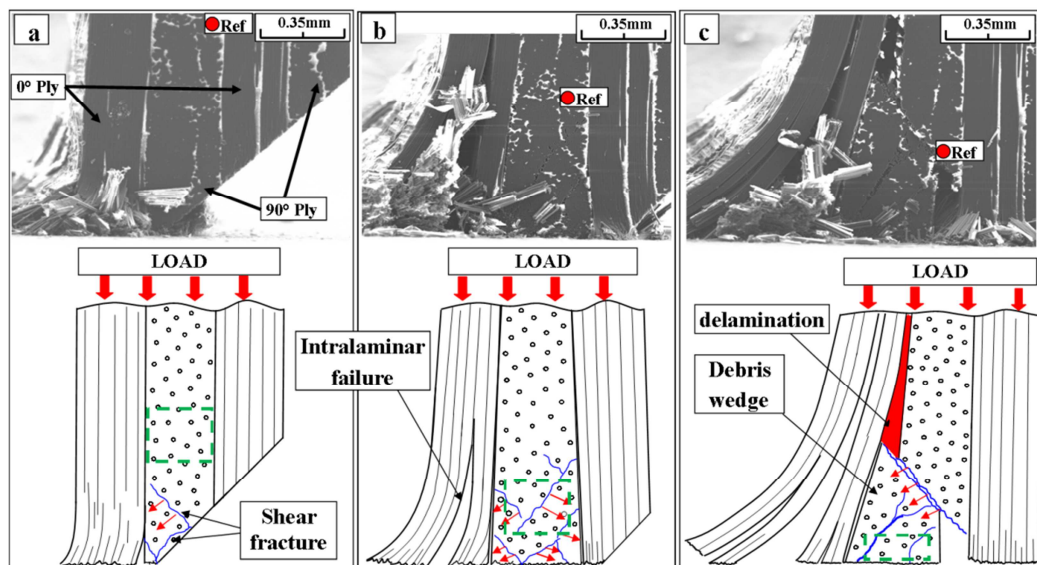 a
Ref
0.35mm
0° Ply
90° Ply
LOAD
Shear
fracture
b
0.35mm
Ref
LOAD
Intralaminar
failure
c
0.35mm
Ref
LOAD
delamination
Debris
wedge